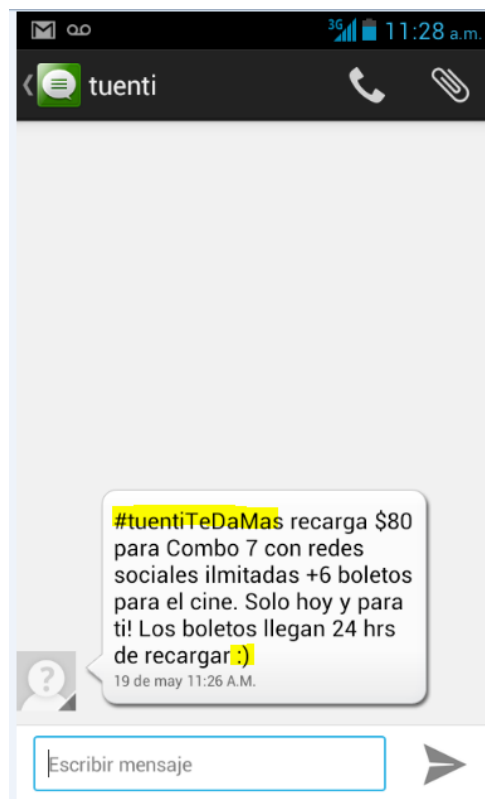 3G 11:28 a.m.
tuenti
#tuentiTeDaMas recarga $80
para Combo 7 con redes
sociales ilmitadas +6 boletos
para el cine. Solo hoy y para
ti! Los boletos llegan 24 hrs
de recargar :)
19 de may 11:26 A.M.
Escribir mensaje